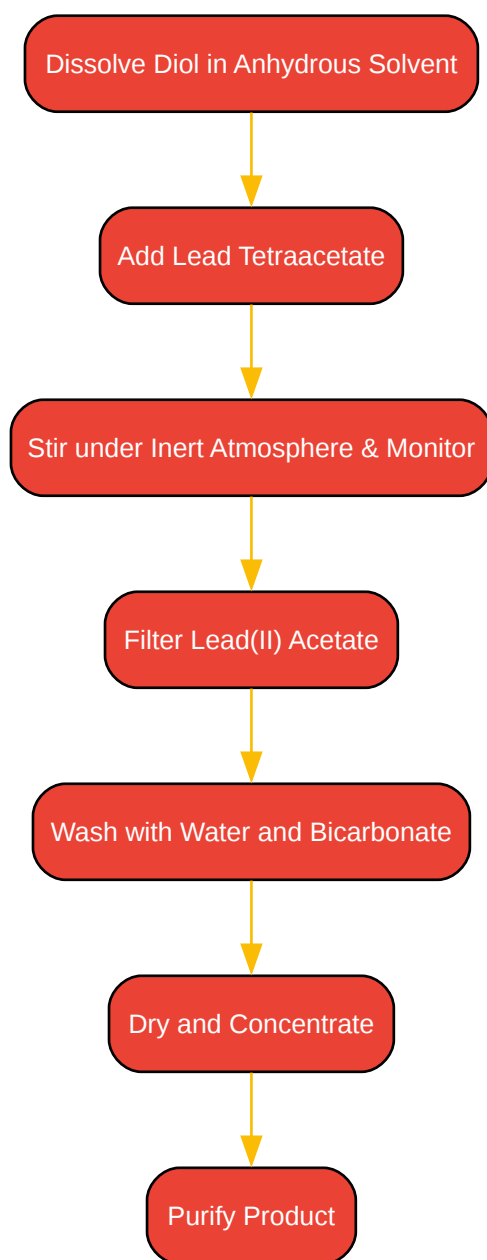 Dissolve Diol in Anhydrous Solvent
Add Lead Tetraacetate
Stir under Inert Atmosphere & Monitor
Filter Lead(II) Acetate
Wash with Water and Bicarbonate
Dry and Concentrate
Purify Product